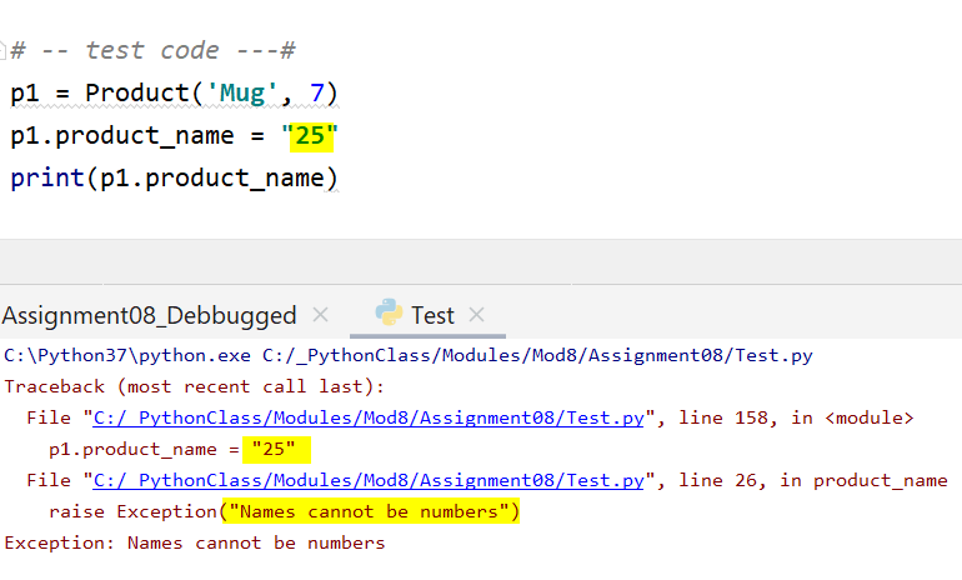 # -- test code ---#
p1 = Product('Mug', 7)
p1.product_name = "25"
print(p1.product_name)
Assignment08_Debbugged × Test ×
C:\Python37\python.exe C:/_PythonClass/Modules/Mod8/Assignment08/Test.py
Traceback (most recent call last):
  File "C:/_PythonClass/Modules/Mod8/Assignment08/Test.py", line 158, in <module>
    p1.product_name = "25"
  File "C:/_PythonClass/Modules/Mod8/Assignment08/Test.py", line 26, in product_name
    raise Exception("Names cannot be numbers")
Exception: Names cannot be numbers